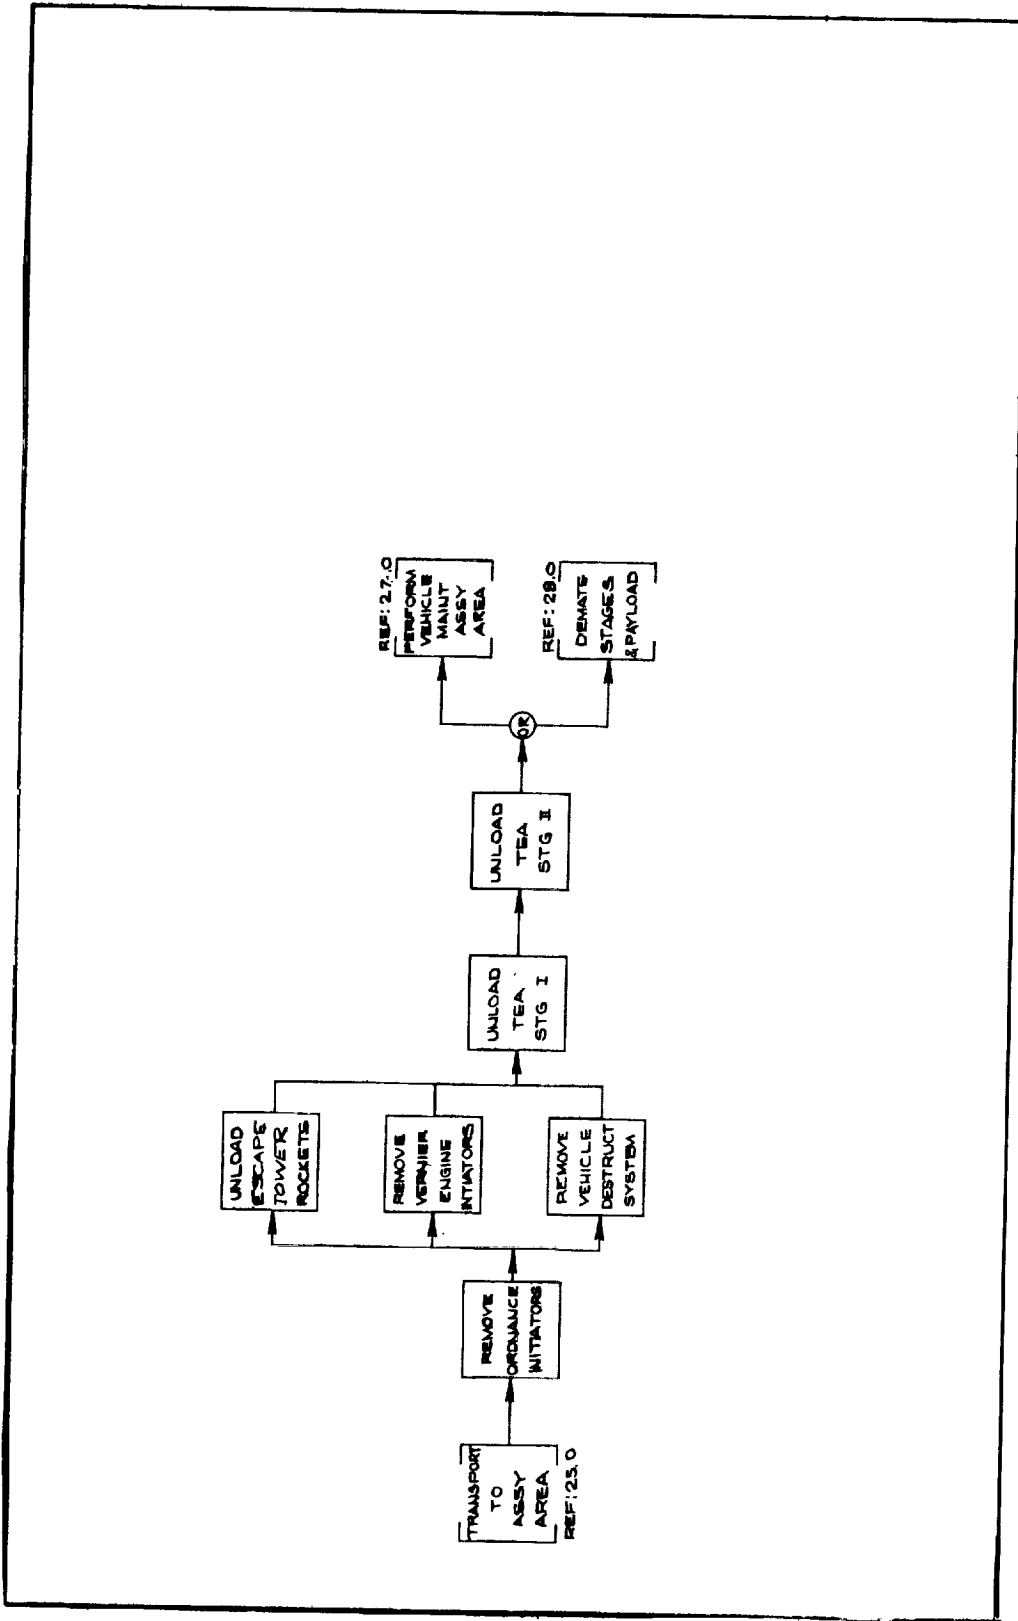 TRANSPORT
TO
ASSY
AREA
REF: 25.0
REMOVE
ORDNANCE
INITIATORS
UNLOAD
ESCAPE
TOWER
ROCKETS
REMOVE
VERNIER
ENGINE
INTIATORS
REMOVE
VEHICLE
DESTRUCT
SYSTEM
UNLOAD
TEA
STG I
UNLOAD
TEA
STG II
OR
REF: 27.0
PERFORM
VEHICLE
MAINT
ASSY
AREA
REF: 28.0
DEMATE
STAGES
& PAYLOAD